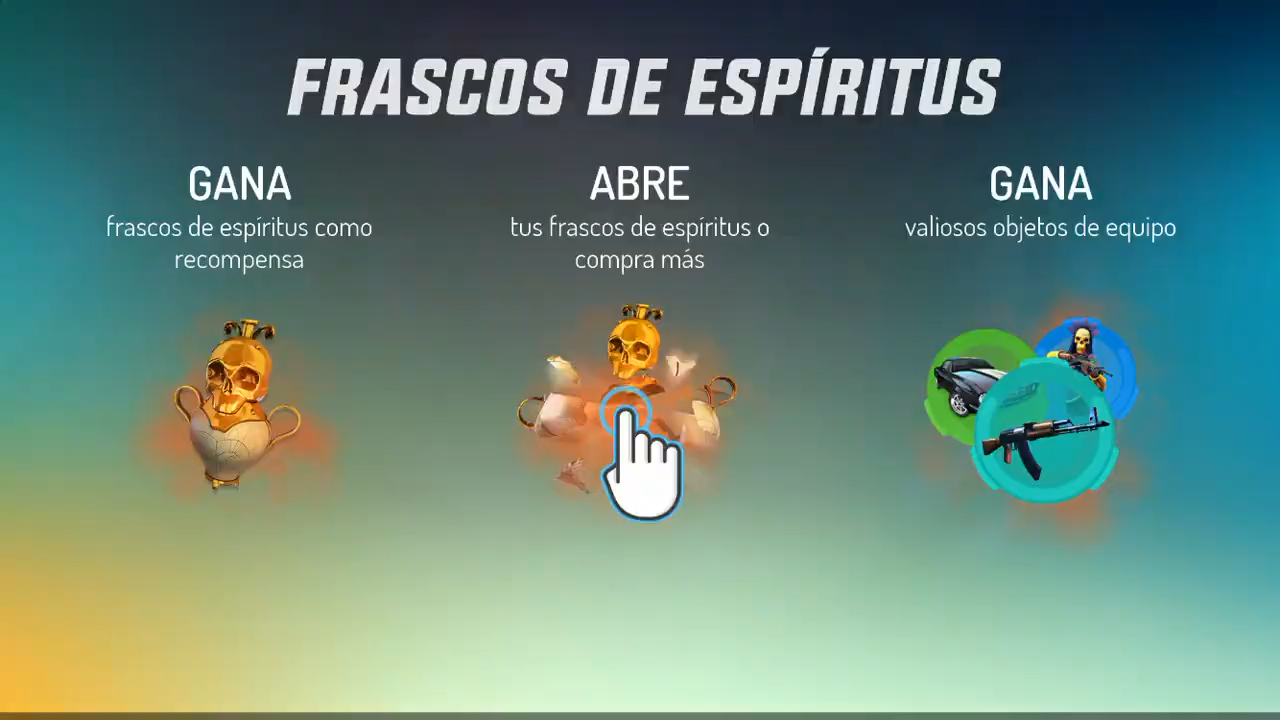 FRASCOS DE ESPÍRITUS
GANA
frascos de espíritus como
recompensa
ABRE
tus frascos de espíritus o
compra más
GANA
valiosos objetos de equipo